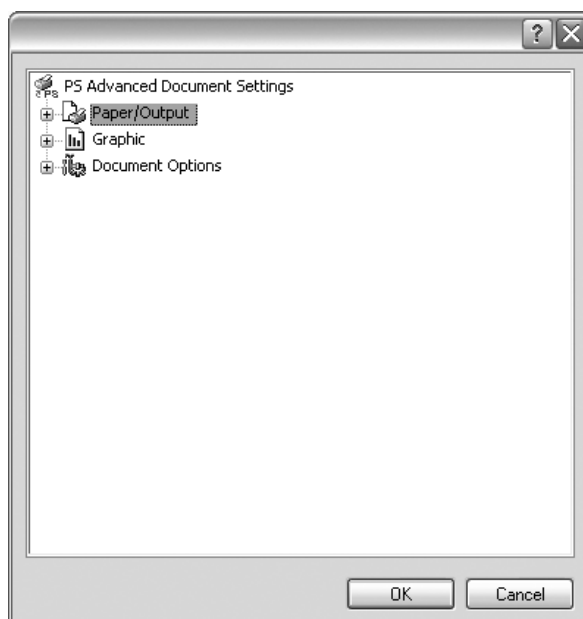 PS Advanced Document Settings
Paper/Output
Graphic
Document Options
OK
Cancel